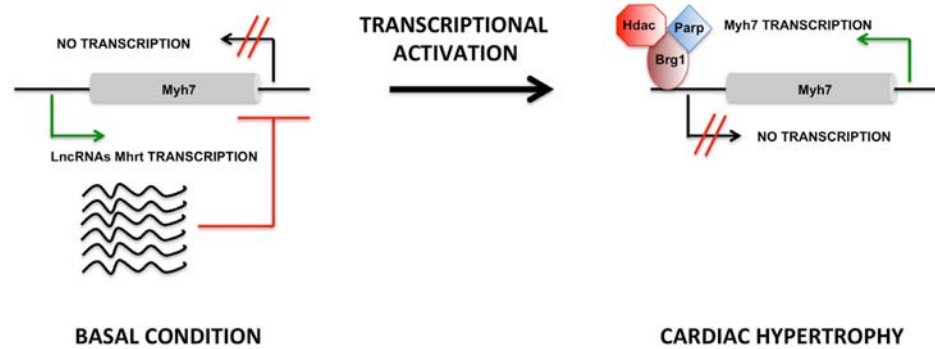 NO TRANSCRIPTION
Myh7
LncRNAs Mhrt TRANSCRIPTION
BASAL CONDITION
TRANSCRIPTIONAL
ACTIVATION
Hdac
Parp
Brg1
Myh7 TRANSCRIPTION
Myh7
NO TRANSCRIPTION
CARDIAC HYPERTROPHY